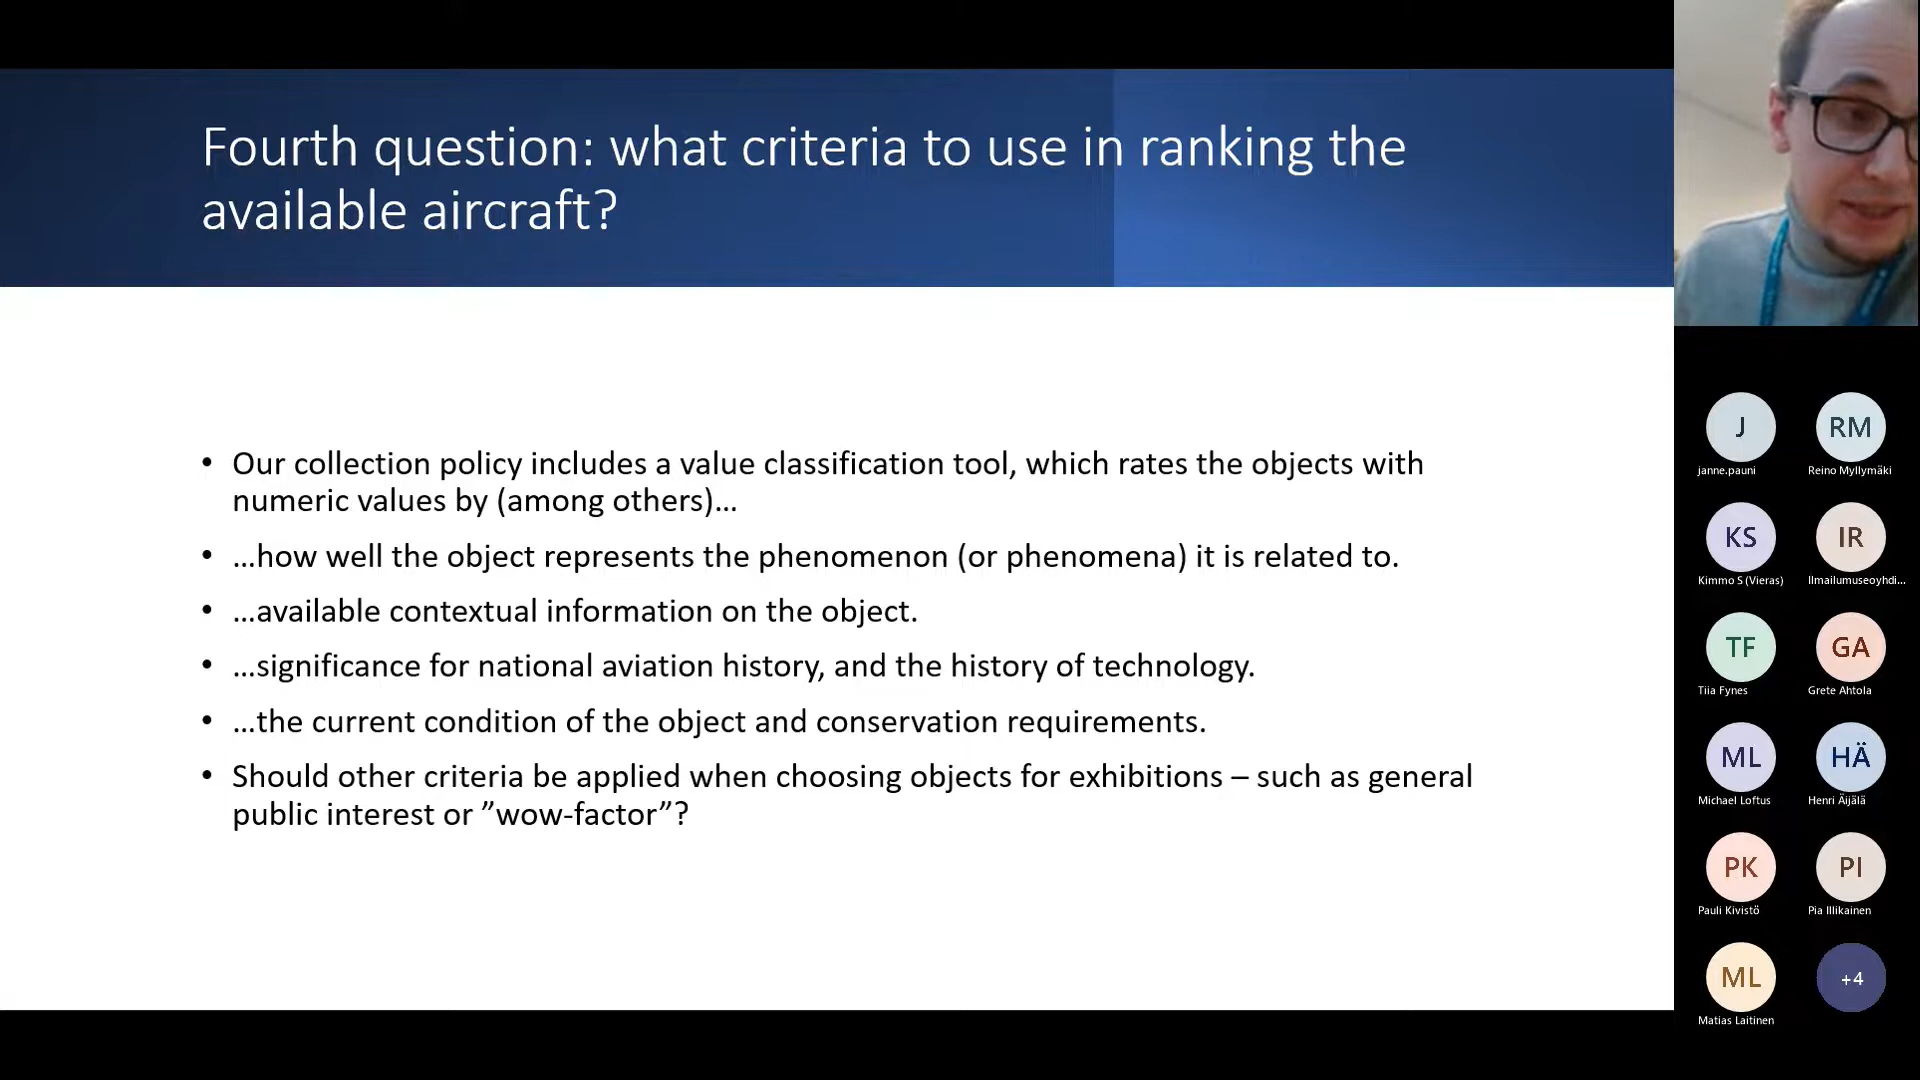 Fourth question: what criteria to use in ranking the
available aircraft?
• Our collection policy includes a value classification tool, which rates the objects with
numeric values by (among others)…
• …how well the object represents the phenomenon (or phenomena) it is related to.
• …available contextual information on the object.
• …significance for national aviation history, and the history of technology.
• …the current condition of the object and conservation requirements.
• Should other criteria be applied when choosing objects for exhibitions – such as general
public interest or ”wow-factor”?
J
janne.pauni
RM
Reino Myllymäki
KS
Kimmo S (Vieras)
IR
Ilmailumuseoyhdi...
TF
Tiia Fynes
GA
Grete Ahtola
ML
Michael Loftus
HÄ
Henri Äijälä
PK
Pauli Kivistö
PI
Pia Illikainen
ML
Matias Laitinen
+4